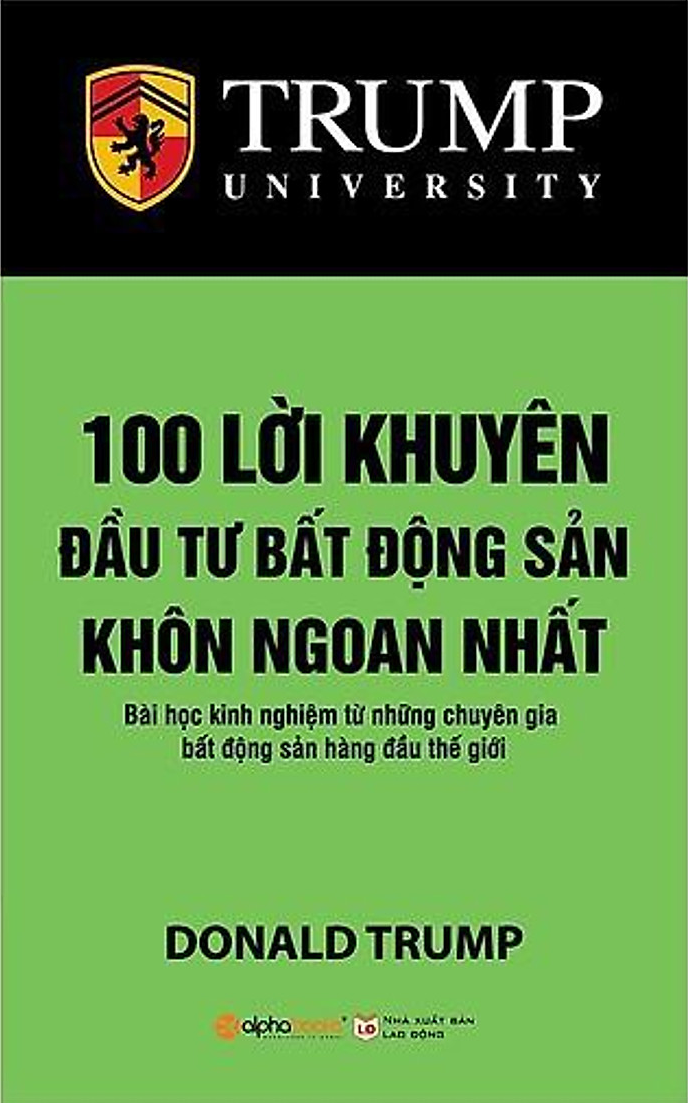 TRUMP
UNIVERSITY
100 LỜI KHUYÊN
ĐẦU TƯ BẤT ĐỘNG SẢN
KHÔN NGOAN NHẤT
Bài học kinh nghiệm từ những chuyên gia
bất động sản hàng đầu thế giới
DONALD TRUMP
alphabooks®
LĐ
NHÀ XUẤT BẢN
LAO ĐỘNG